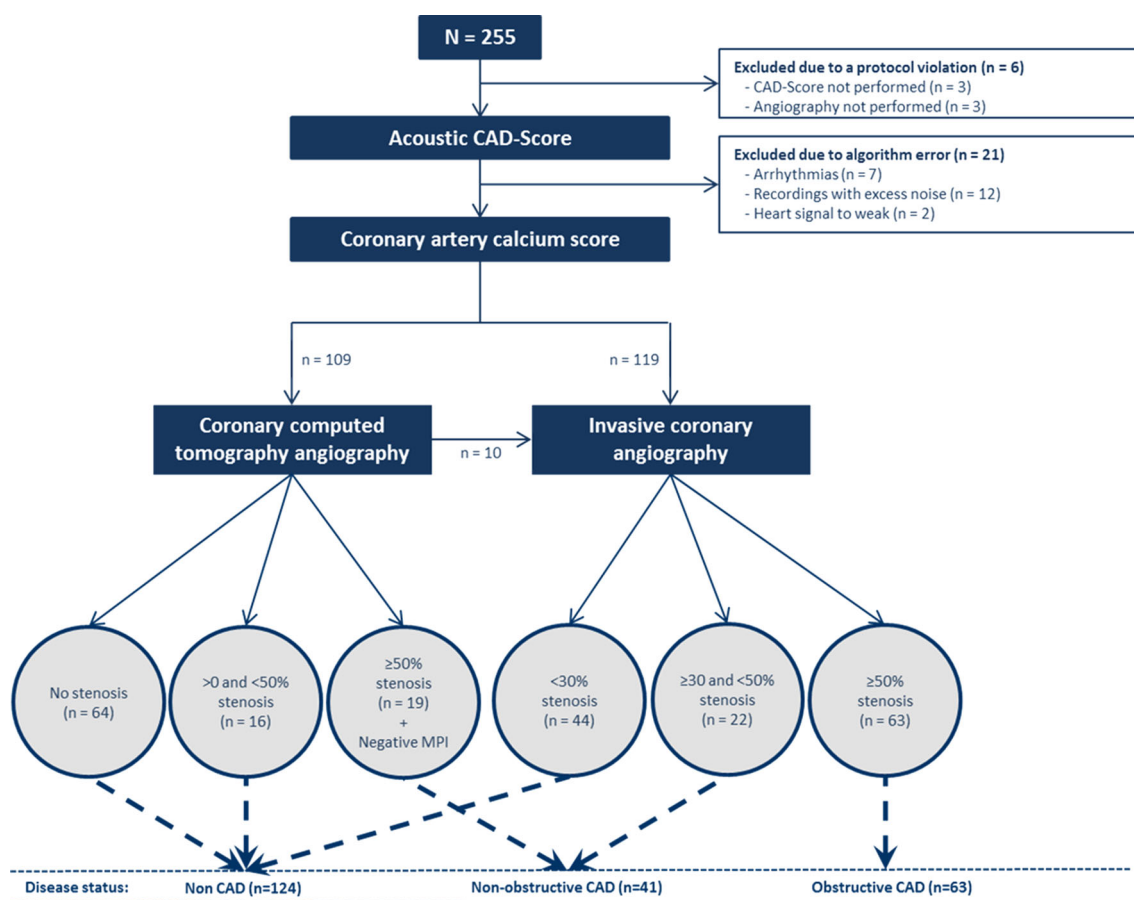 N = 255
Excluded due to a protocol violation (n = 6)
- CAD-Score not performed (n = 3)
- Angiography not performed (n = 3)
Acoustic CAD-Score
Excluded due to algorithm error (n = 21)
- Arrhythmias (n = 7)
- Recordings with excess noise (n = 12)
- Heart signal to weak (n = 2)
Coronary artery calcium score
n = 109
n = 119
Coronary computed
tomography angiography
n = 10
Invasive coronary
angiography
No stenosis
(n = 64)
>0 and <50%
stenosis
(n = 16)
≥50%
stenosis
(n = 19)
+
Negative MPI
<30%
stenosis
(n = 44)
≥30 and <50%
stenosis
(n = 22)
≥50%
stenosis
(n = 63)
Disease status: Non CAD (n=124) Non-obstructive CAD (n=41) Obstructive CAD (n=63)